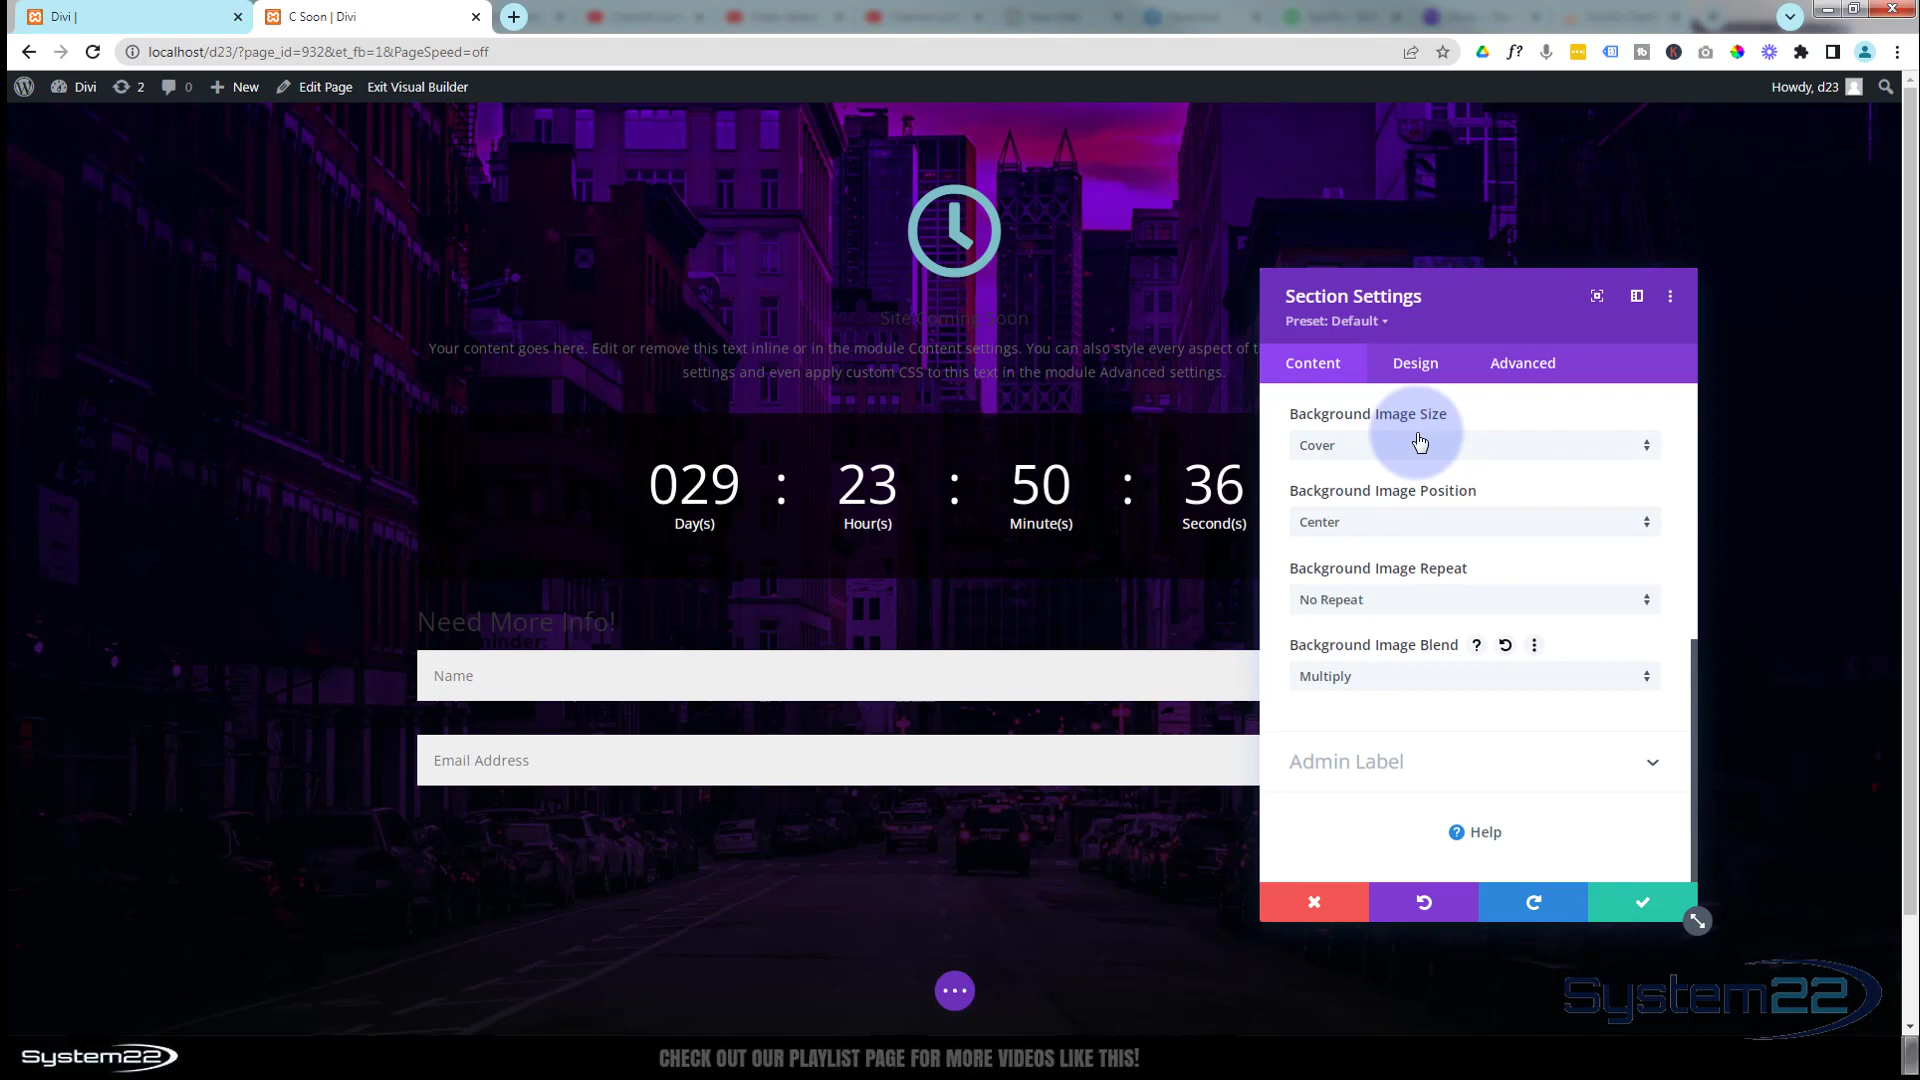 Divi |
C Soon | Divi
localhost/d23/?page_id=932&et_fb=1&PageSpeed=off
Divi
2
0
New
Edit Page
Exit Visual Builder
Howdy, d23
Site Coming Soon
Your content goes here. Edit or remove this text inline or in the module Content settings. You can also style every aspect of t
settings and even apply custom CSS to this text in the module Advanced settings.
029 : 23 : 50 : 36
Day(s) Hour(s) Minute(s) Second(s)
Need More Info!
Name
Email Address
Section Settings
Preset: Default
Content Design Advanced
Background Image Size
Cover
Background Image Position
Center
Background Image Repeat
No Repeat
Background Image Blend ?
Multiply
Admin Label
? Help
System22
System22
CHECK OUT OUR PLAYLIST PAGE FOR MORE VIDEOS LIKE THIS!